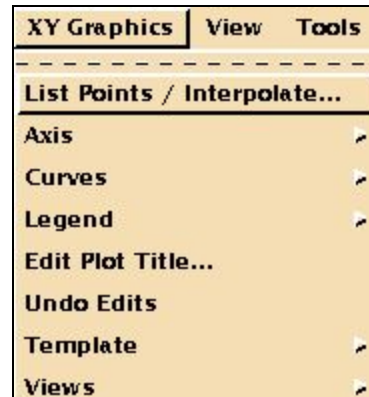 XY Graphics View Tools
List Points / Interpolate...
Axis
Curves
Legend
Edit Plot Title...
Undo Edits
Template
Views